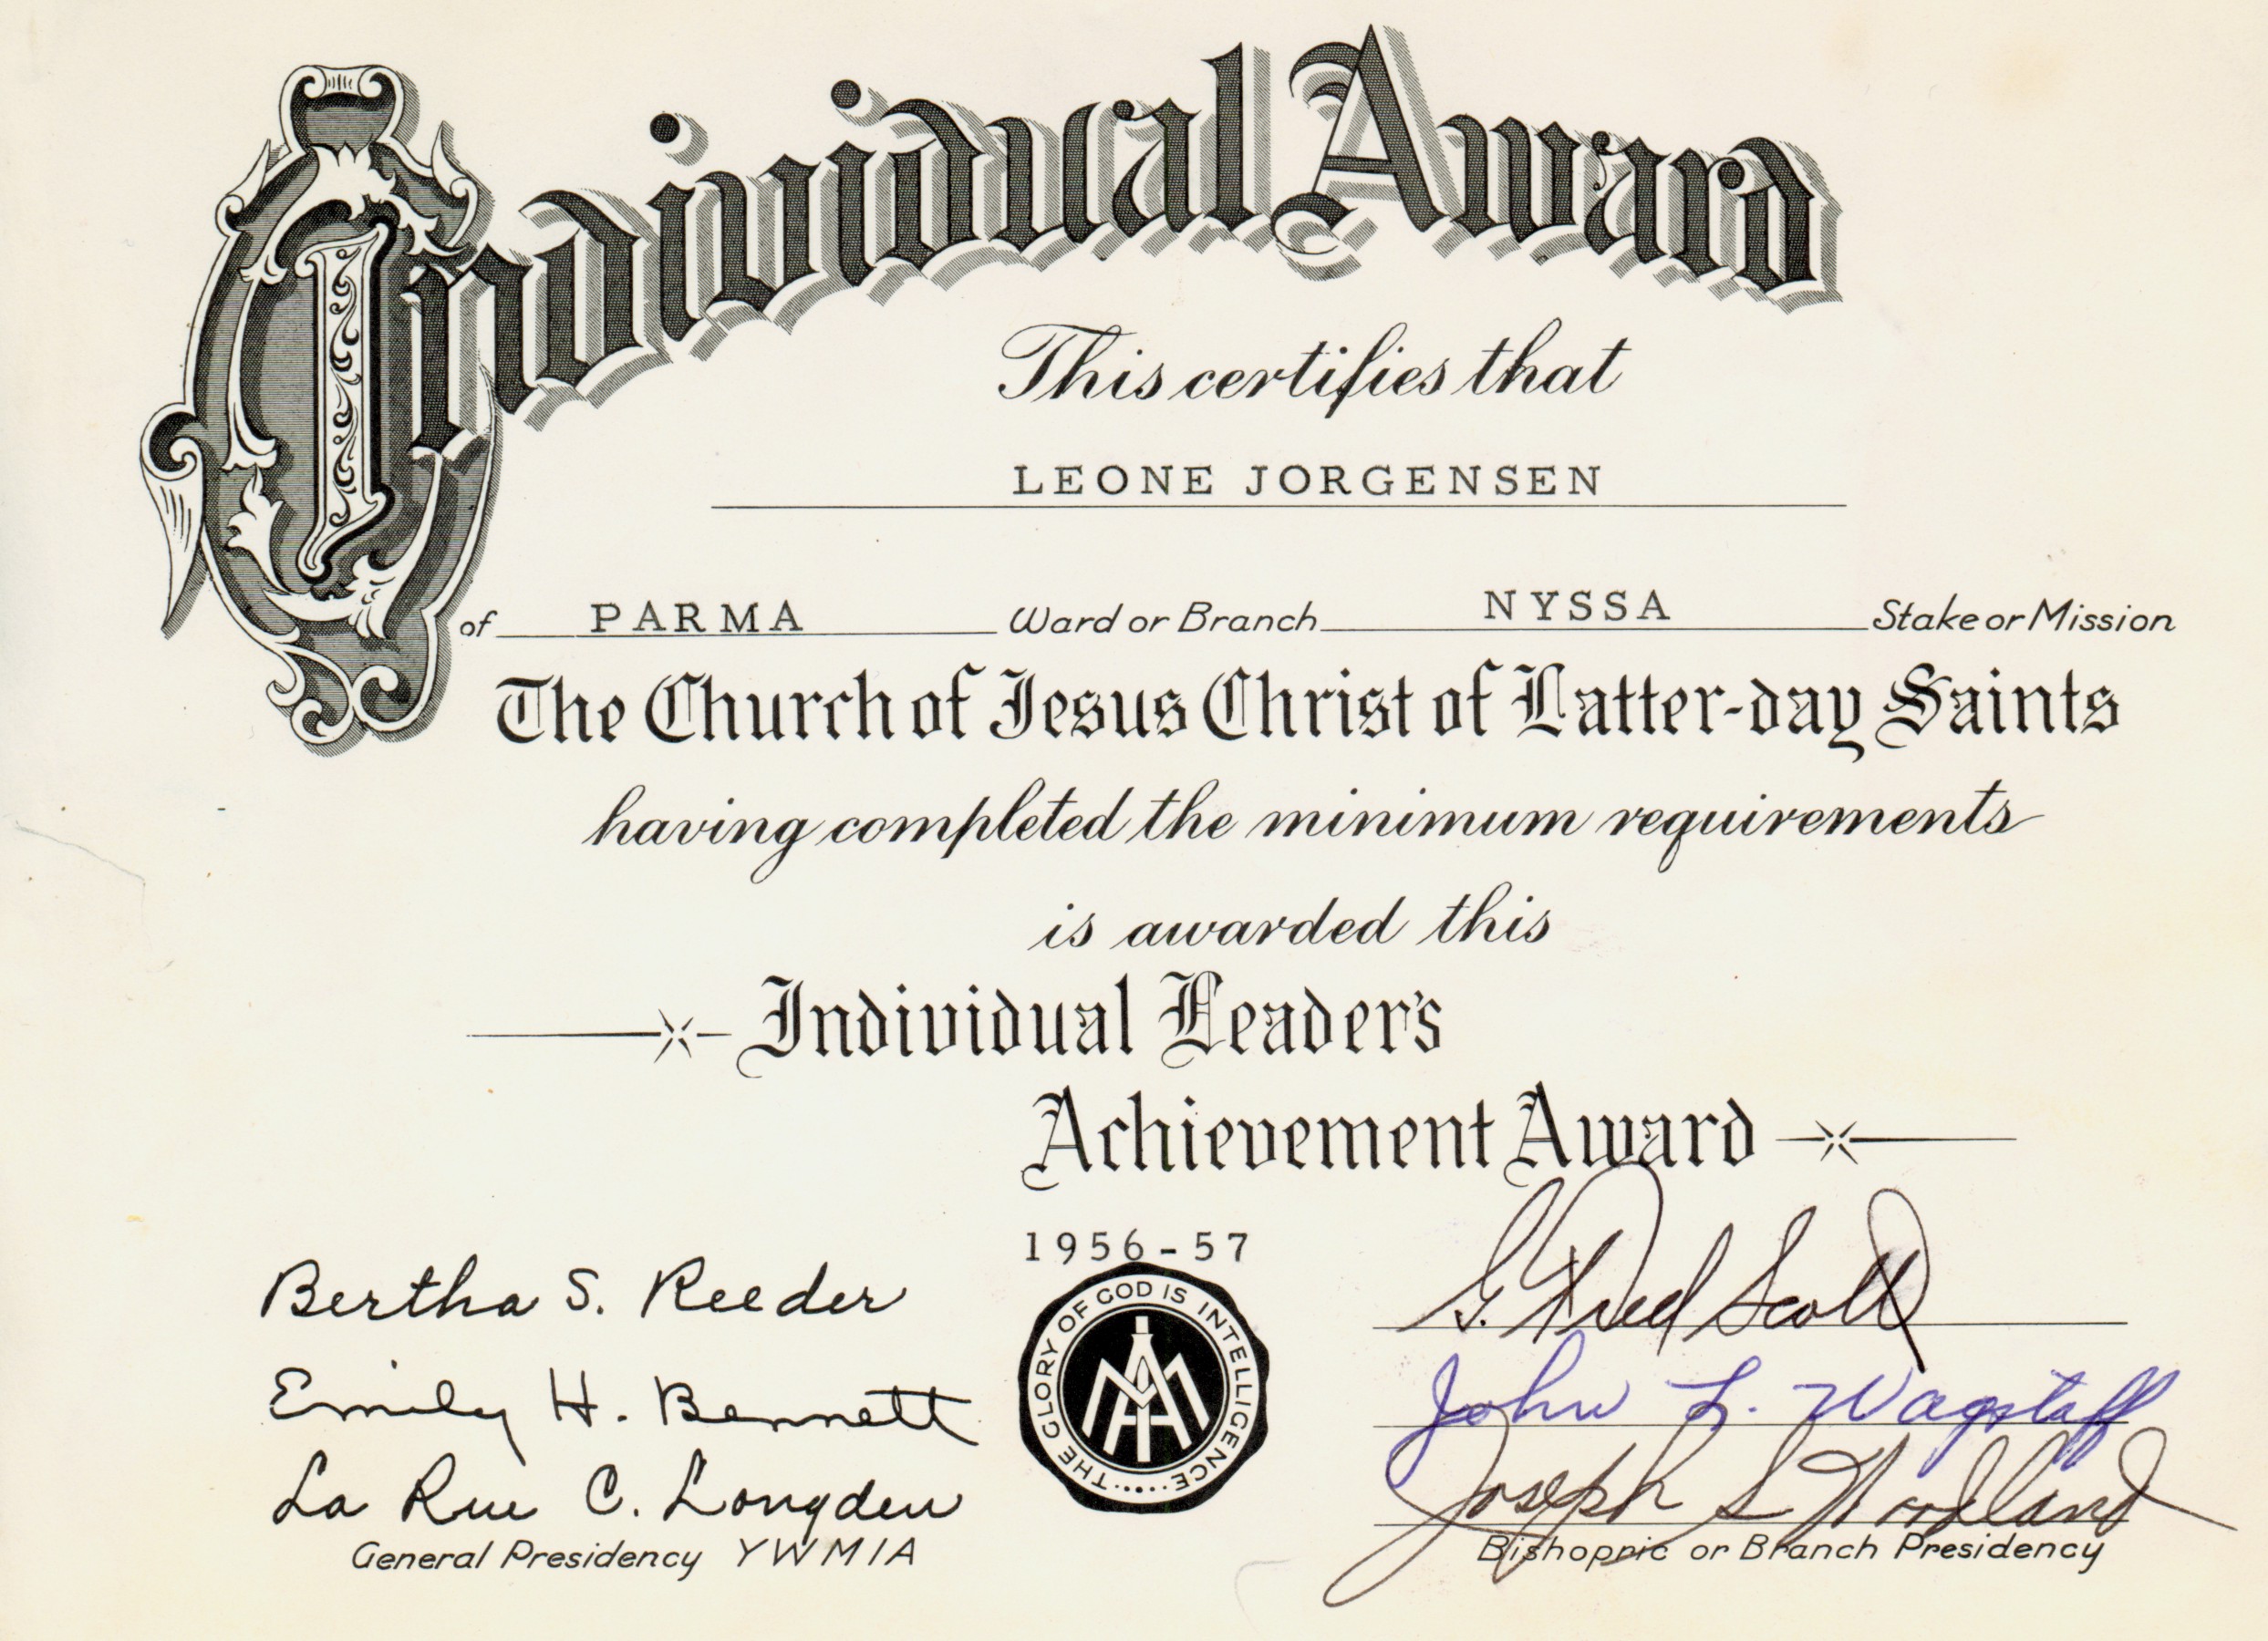 Individual Award
This certifies that
LEONE JORGENSEN
of PARMA Ward or Branch NYSSA Stake or Mission
The Church of Jesus Christ of Latter-day Saints
having completed the minimum requirements
is awarded this
Individual Leader's
Achievement Award
1956-57
Bertha S. Reeder
Emily H. Bennett
La Rue C. Longden
General Presidency YWMIA
THE GLORY OF GOD IS INTELLIGENCE
MIA
G. Fred Scott
John L. Wagstaff
Joseph S Woodland
Bishopric or Branch Presidency